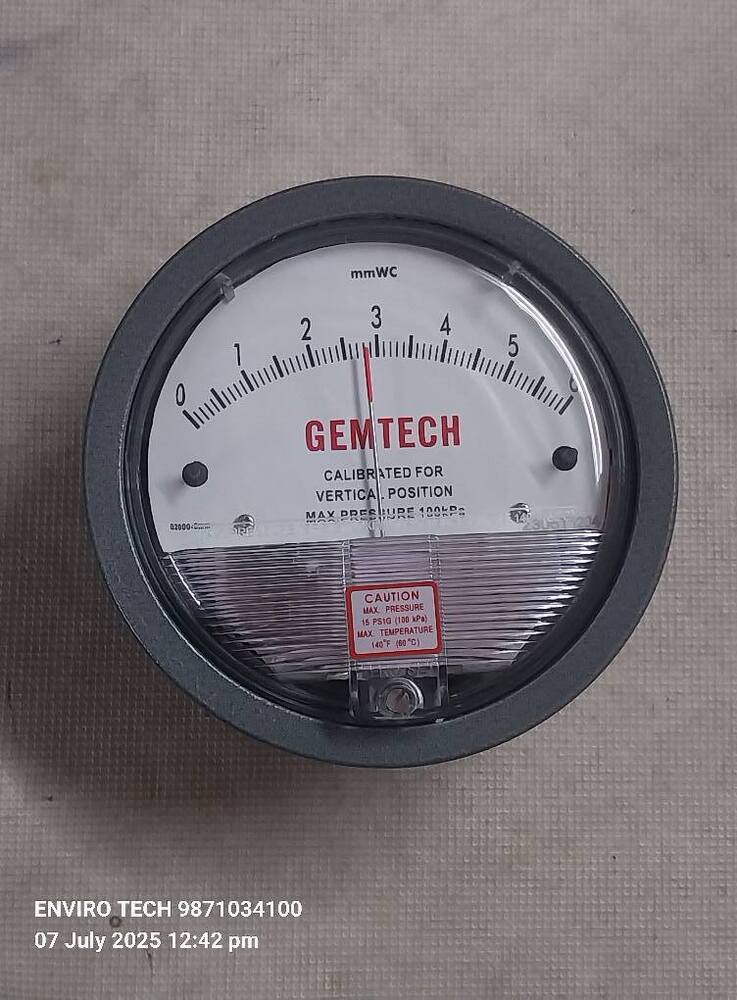 mmWC
0 1 2 3 4 5 6
GEMTECH
CALIBRATED FOR
VERTICAL POSITION
MAX PRESSURE 100kPa
CAUTION
MAX. PRESSURE
15 PSIG (100 kPa)
MAX. TEMPERATURE
140°F (60°C)
ENVIRO TECH 9871034100
07 July 2025 12:42 pm